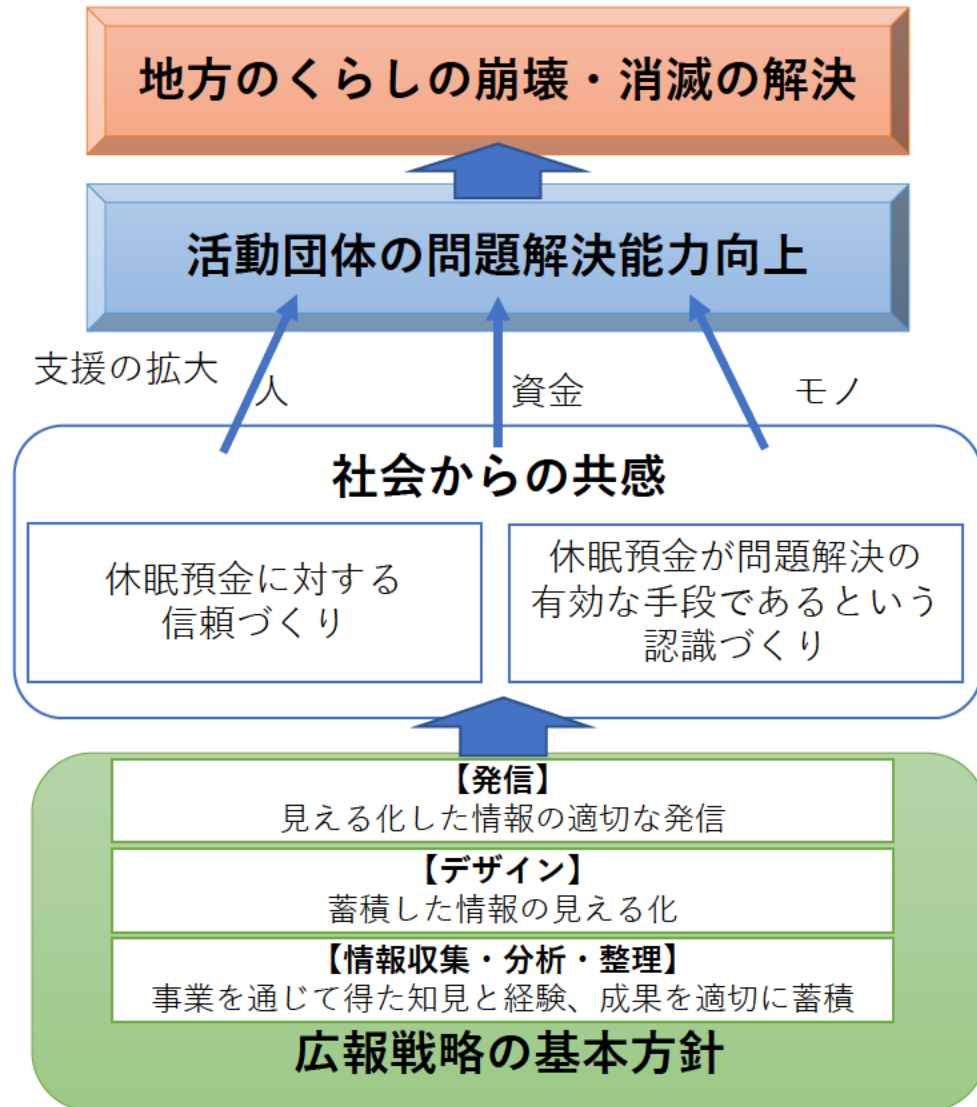 地方のくらしの崩壊・消滅の解決
活動団体の問題解決能力向上
支援の拡大
人
資金
モノ
社会からの共感
休眠預金に対する
信頼づくり
休眠預金が問題解決の
有効な手段であるという
認識づくり
【発信】
見える化した情報の適切な発信
【デザイン】
蓄積した情報の見える化
【情報収集・分析・整理】
事業を通じて得た知見と経験、成果を適切に蓄積
広報戦略の基本方針